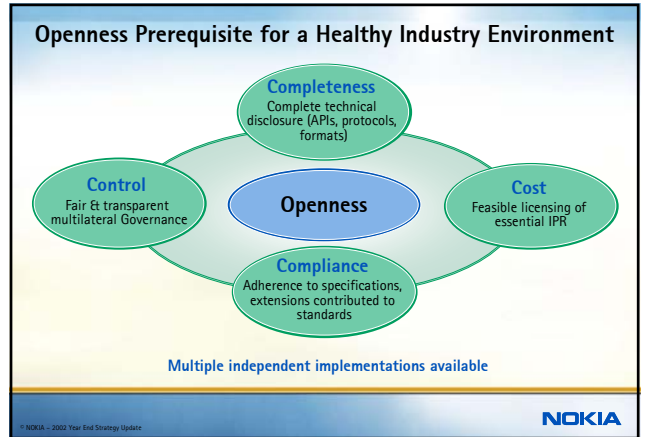 Openness Prerequisite for a Healthy Industry Environment
Completeness
Complete technical
disclosure (APIs, protocols,
formats)
Control
Fair & transparent
multilateral Governance
Openness
Cost
Feasible licensing of
essential IPR
Compliance
Adherence to specifications,
extensions contributed to
standards
Multiple independent implementations available
© NOKIA – 2002 Year End Strategy Update
NOKIA